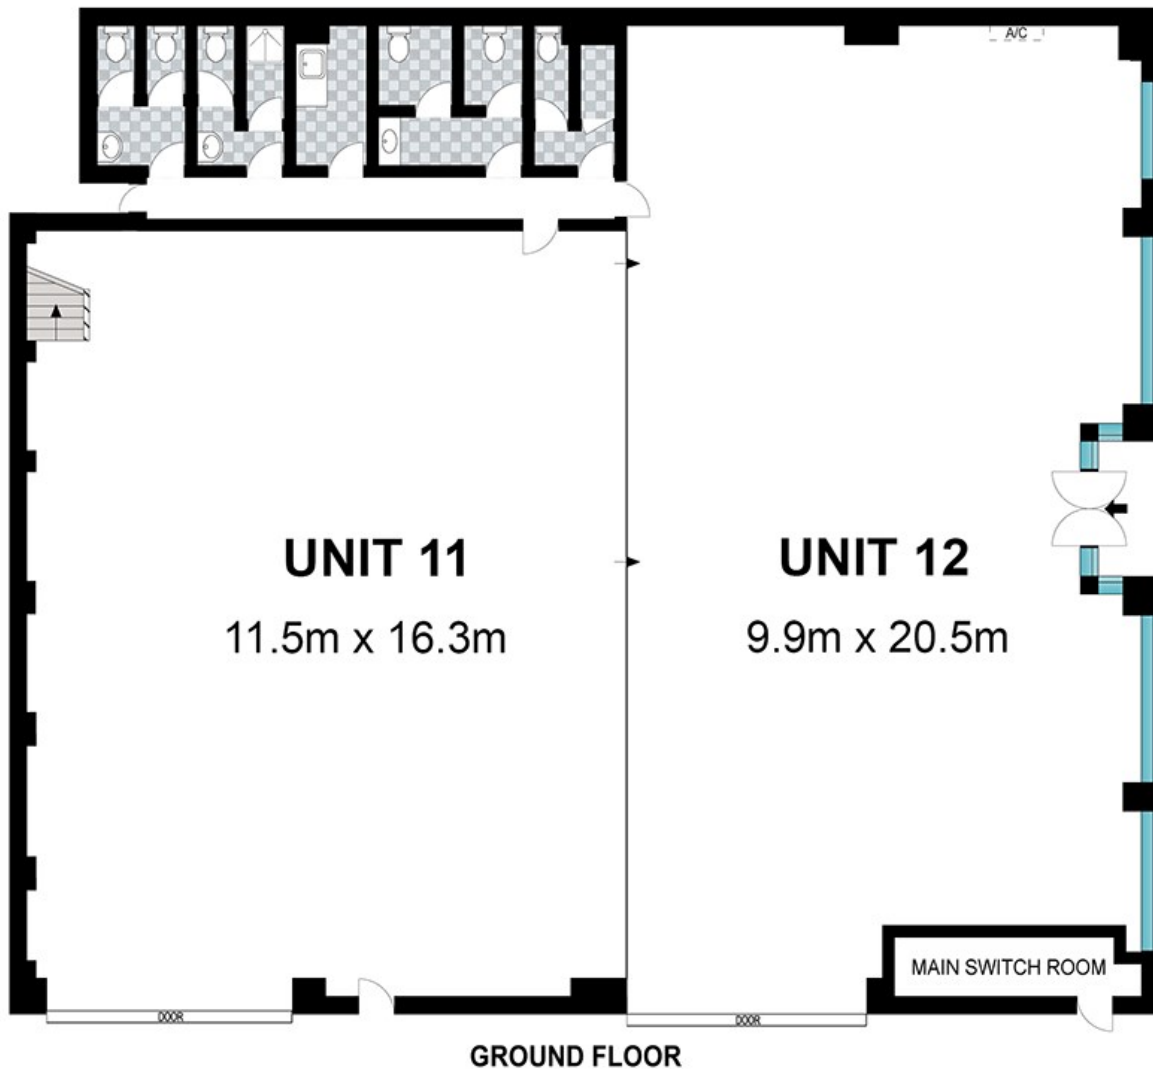 A/C
UNIT 11
11.5m x 16.3m
UNIT 12
9.9m x 20.5m
MAIN SWITCH ROOM
DOOR
DOOR
GROUND FLOOR